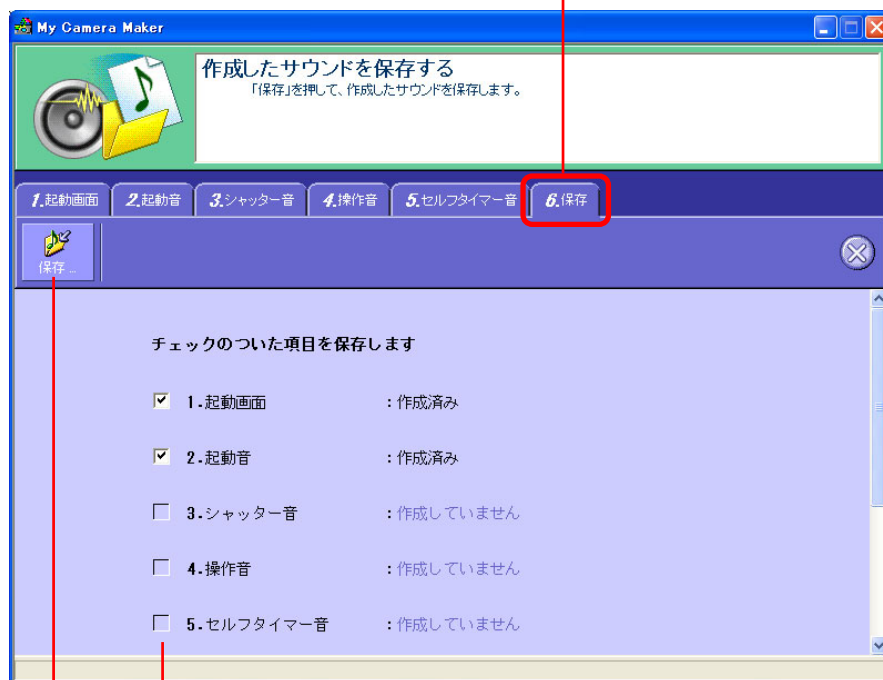 My Camera Maker
作成したサウンドを保存する
「保存」を押して、作成したサウンドを保存します。
1.起動画面 2.起動音 3.シャッター音 4.操作音 5.セルフタイマー音 6.保存
保存...
チェックのついた項目を保存します
1.起動画面 :作成済み
2.起動音 :作成済み
3.シャッター音 :作成していません
4.操作音 :作成していません
5.セルフタイマー音 :作成していません